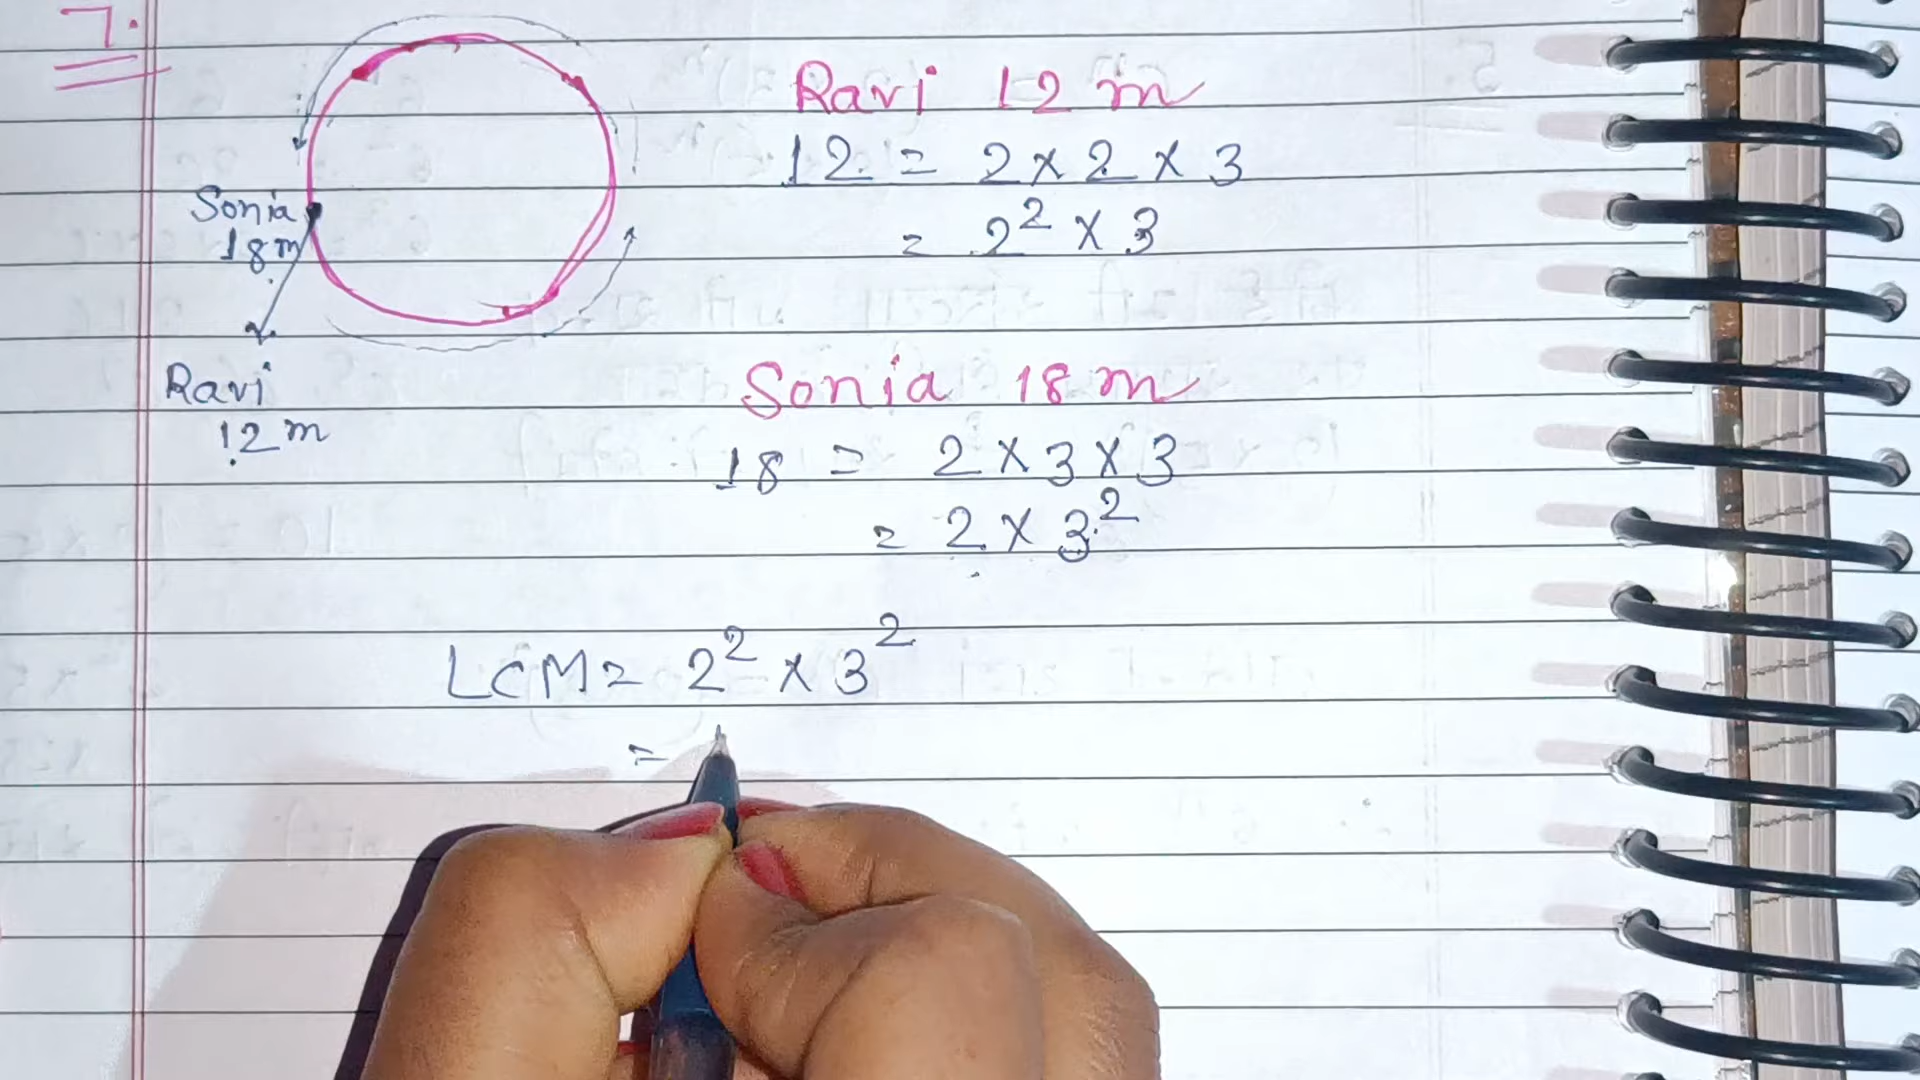 7.
Sonia
18m
Ravi
12 m
Ravi 12 m
12 = 2 × 2 × 3
= 2² × 3
Sonia 18 m
18 = 2 × 3 × 3
= 2 × 3²
LCM = 2² × 3²
=